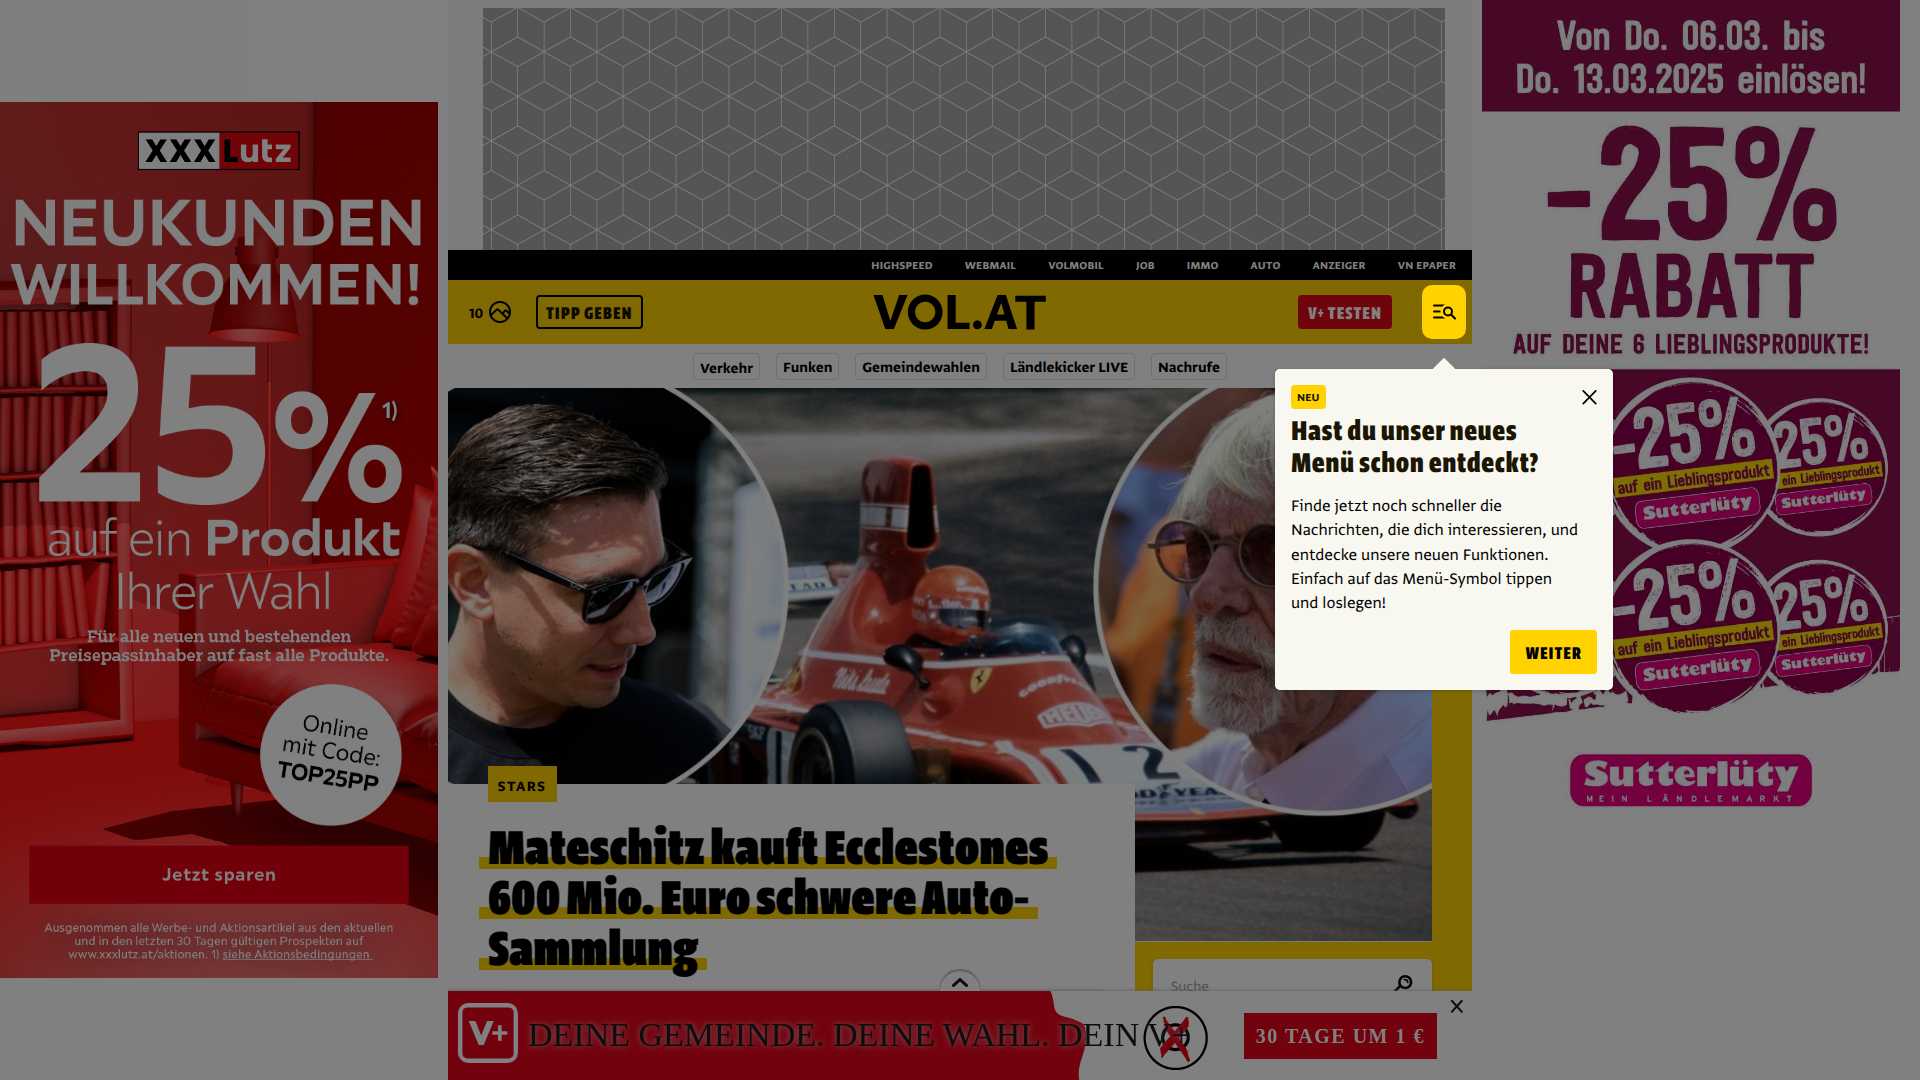 Von Do. 06.03. bis
Do. 13.03.2025 einlösen!
-25%
RABATT
AUF DEINE 6 LIEBLINGSPRODUKTE!
XXXLutz
NEUKUNDEN
WILLKOMMEN!
25%1)
auf ein Produkt
Ihrer Wahl
Für alle neuen und bestehenden
Preisepassinhaber auf fast alle Produkte.
Online
mit Code:
TOP25PP
Jetzt sparen
Ausgenommen alle Werbe- und Aktionsartikel aus den aktuellen
und in den letzten 30 Tagen gültigen Prospekten auf
www.xxxlutz.at/aktionen. 1) siehe Aktionsbedingungen
HIGHSPEED WEBMAIL VOLMOBIL JOB IMMO AUTO ANZEIGER VN EPAPER
10 TIPP GEBEN VOL.AT V+ TESTEN
Verkehr Funken Gemeindewahlen Ländlekicker LIVE Nachrufe
NEU
Hast du unser neues
Menü schon entdeckt?
Finde jetzt noch schneller die
Nachrichten, die dich interessieren, und
entdecke unsere neuen Funktionen.
Einfach auf das Menü-Symbol tippen
und loslegen!
WEITER
Niki Lauda
GOODYEAR
HEUER
12
GOODYEAR
STARS
Mateschitz kauft Ecclestones
600 Mio. Euro schwere Auto-
Sammlung
Suche
-25%
auf ein Lieblingsprodukt
Sutterlüty
25%
ein Lieblingsprodukt
Sutterlüty
-25%
auf ein Lieblingsprodukt
Sutterlüty
25%
ein Lieblingsprodukt
Sutterlüty
Sutterlüty
MEIN LÄNDLEMARKT
V+ DEINE GEMEINDE. DEINE WAHL. DEIN V+
30 TAGE UM 1 €